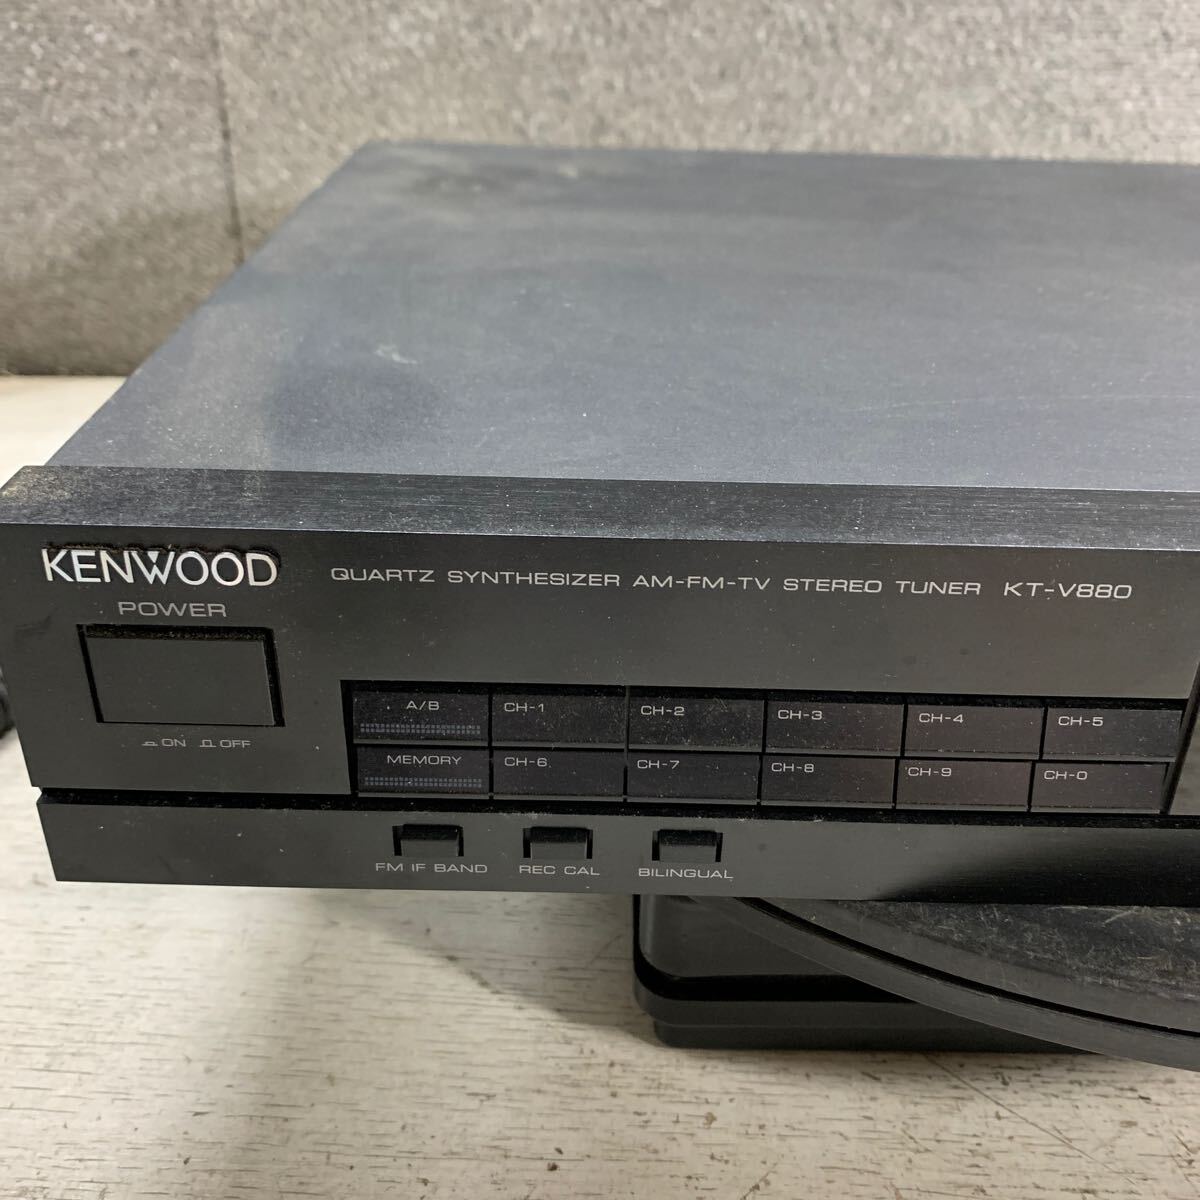 KENWOOD QUARTZ SYNTHESIZER AM-FM-TV STEREO TUNER KT-V880
POWER
ON OFF
A/B CH-1 CH-2 CH-3 CH-4 CH-5
MEMORY CH-6 CH-7 CH-8 CH-9 CH-0
FM IF BAND REC CAL BILINGUAL